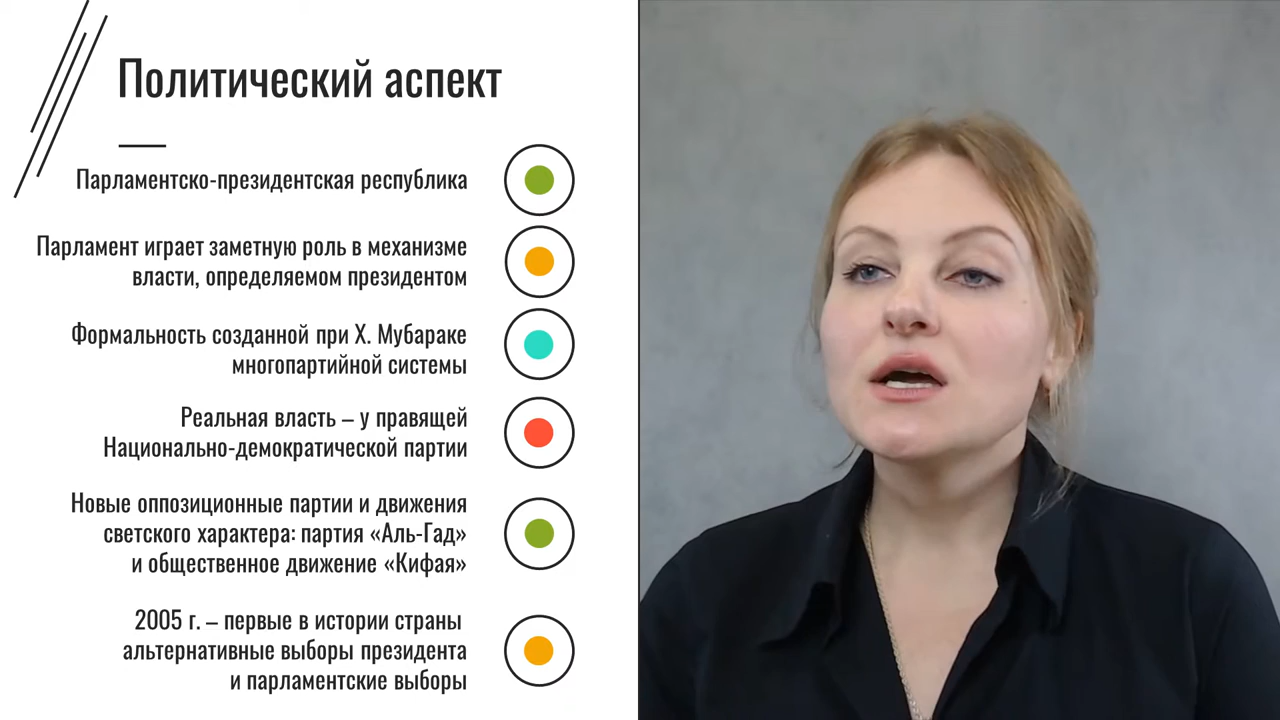 Политический аспект
Парламентско-президентская республика
Парламент играет заметную роль в механизме
власти, определяемом президентом
Формальность созданной при Х. Мубараке
многопартийной системы
Реальная власть – у правящей
Национально-демократической партии
Новые оппозиционные партии и движения
светского характера: партия «Аль-Гад»
и общественное движение «Кифая»
2005 г. – первые в истории страны
альтернативные выборы президента
и парламентские выборы